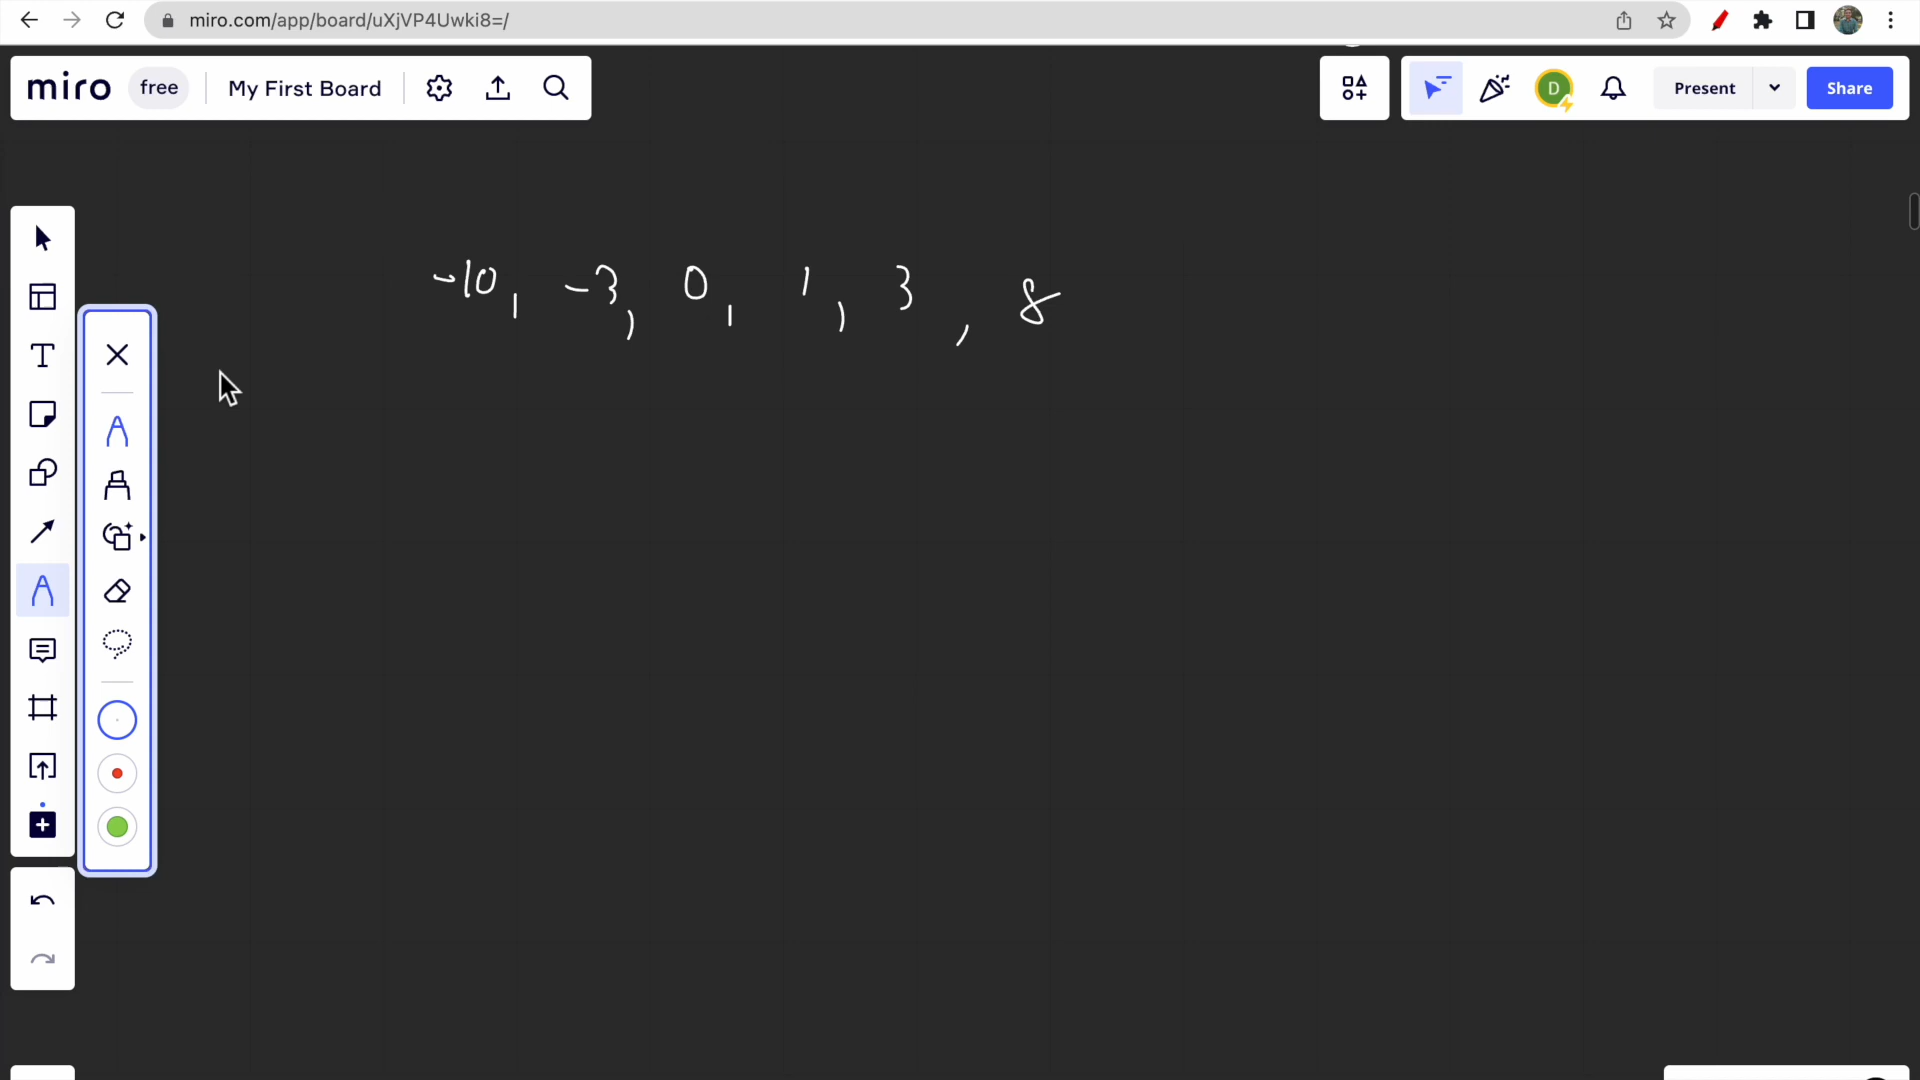 miro.com/app/board/uXjVP4Uwki8=/
miro free My First Board D Present Share
-10, -3, 0, 1, 3, 8